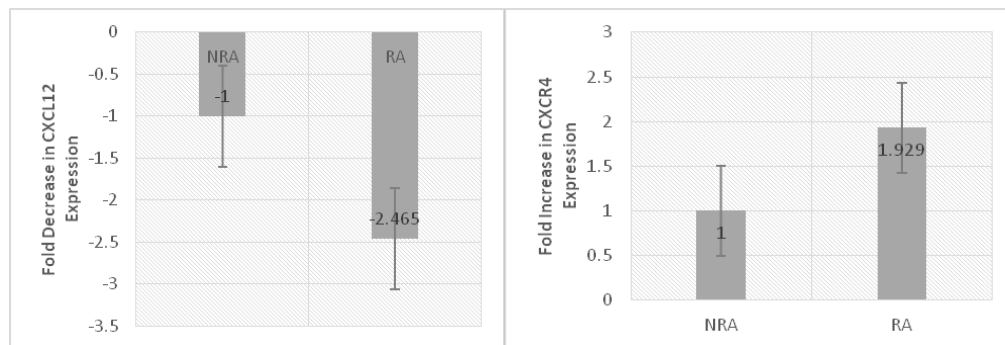 Fold Decrease in CXCL12
Expression
0
-0.5
-1
-1.5
-2
-2.5
-3
-3.5
NRA
RA
-1
-2.465
Fold Increase in CXCR4
Expression
3
2.5
2
1.5
1
0.5
0
1
1.929
NRA
RA